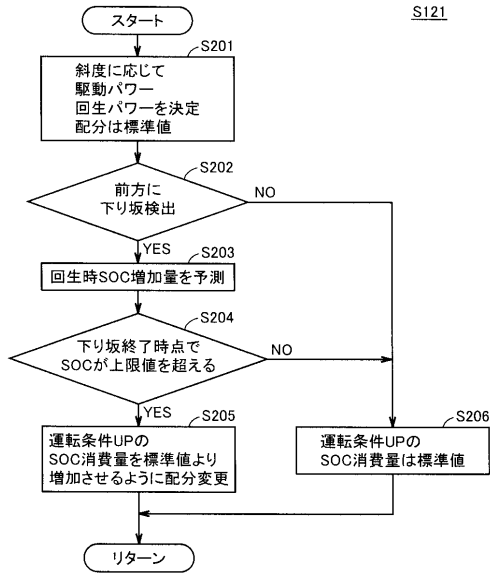 スタート
S121
S201
斜度に応じて
駆動パワー
回生パワーを決定
配分は標準値
S202
前方に
下り坂検出
NO
YES
S203
回生時SOC増加量を予測
S204
下り坂終了時点で
SOCが上限値を超える
NO
YES
S205
運転条件UPの
SOC消費量を標準値より
増加させるように配分変更
S206
運転条件UPの
SOC消費量は標準値
リターン